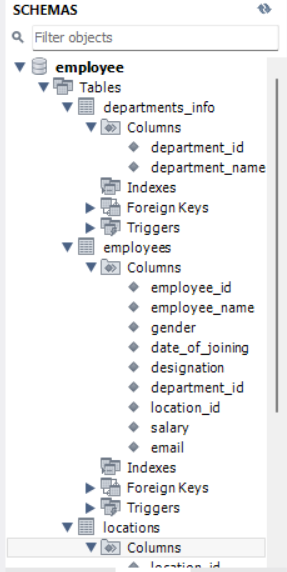 SCHEMAS
Filter objects
employee
Tables
departments_info
Columns
department_id
department_name
Indexes
Foreign Keys
Triggers
employees
Columns
employee_id
employee_name
gender
date_of_joining
designation
department_id
location_id
salary
email
Indexes
Foreign Keys
Triggers
locations
Columns
location_id